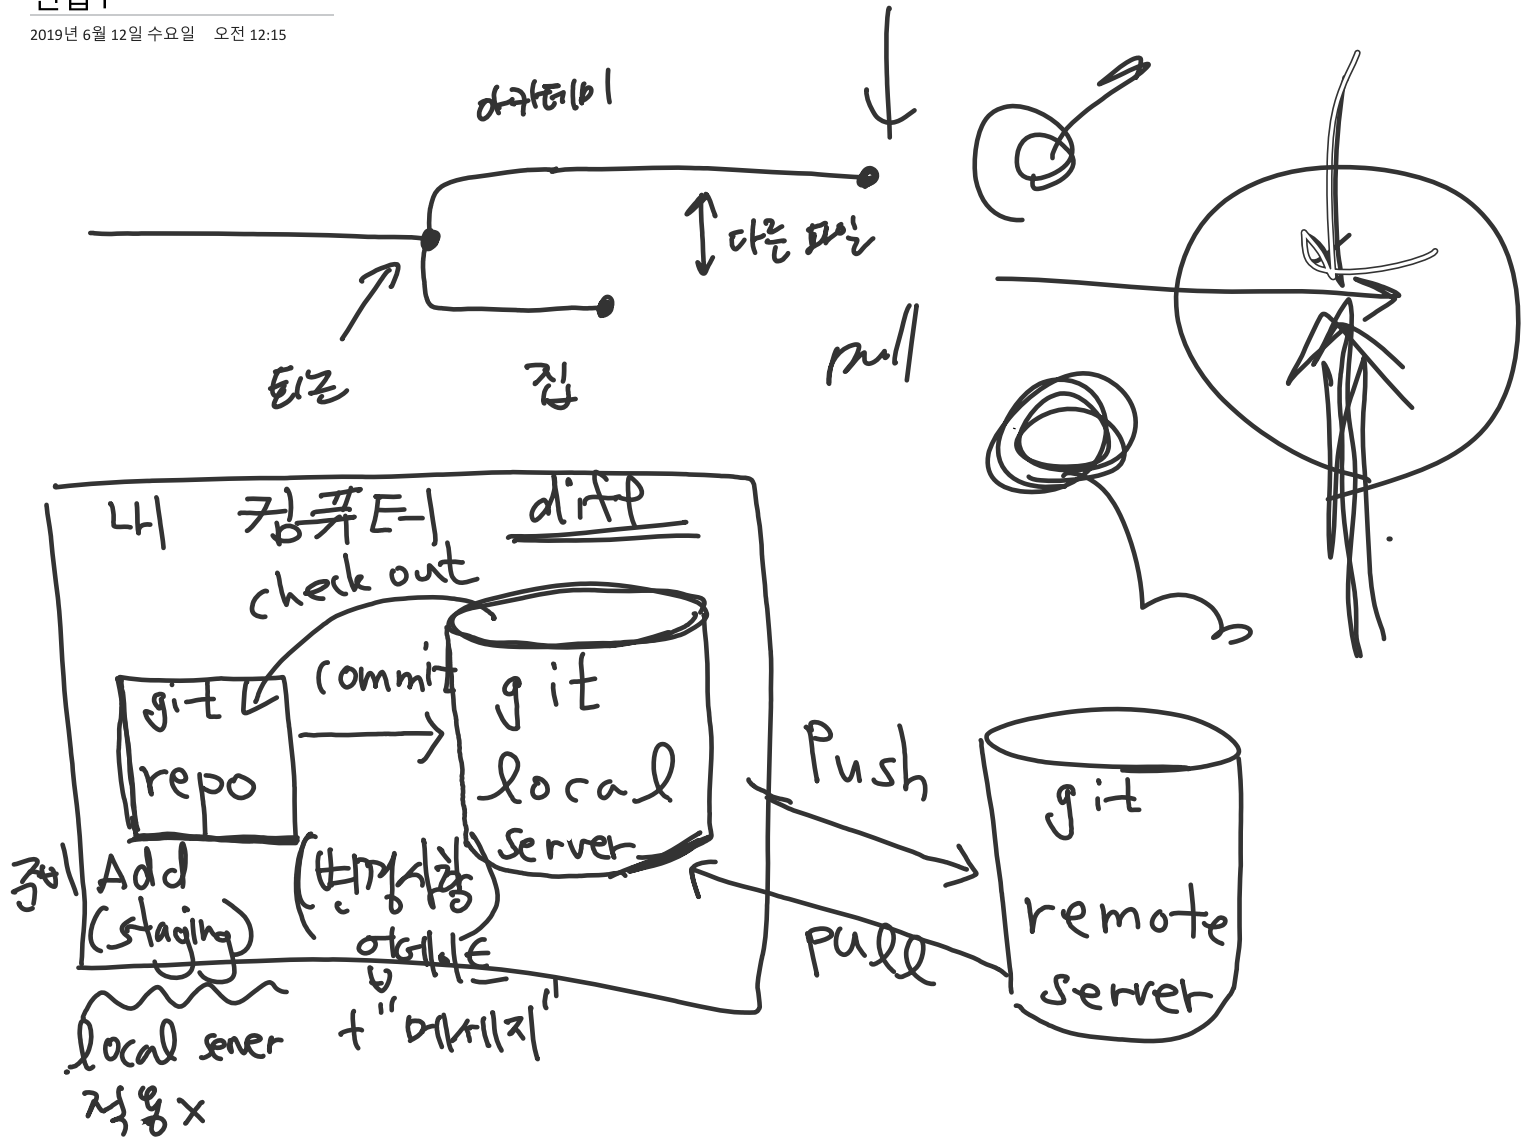 2019년 6월 12일 수요일 오전 12:15
아카데미
다른 파일
퇴근
집
pull
나 컴퓨터 diff
check out
commit
git
repo
git
local
server
Push
Pull
git
remote
server
Add
(staging)
(변경사항)
업데이트
+ "메세지"
local server
적용 x